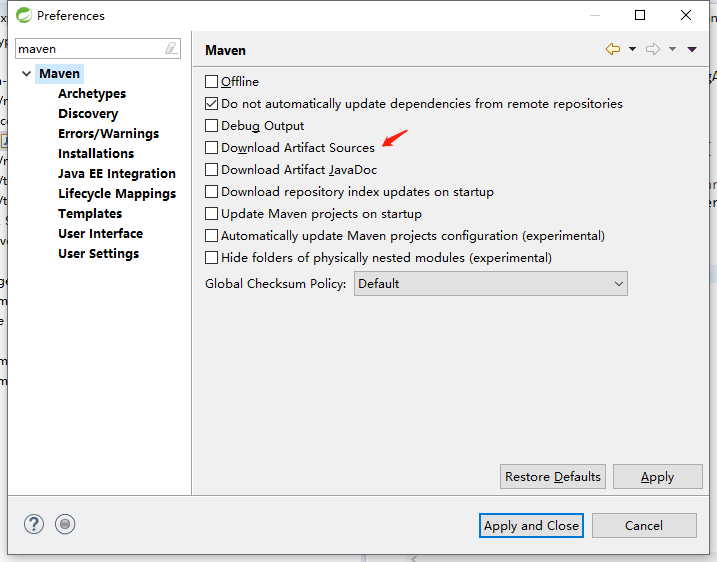 Preferences
maven
Maven
Archetypes
Discovery
Errors/Warnings
Installations
Java EE Integration
Lifecycle Mappings
Templates
User Interface
User Settings
Maven
Offline
Do not automatically update dependencies from remote repositories
Debug Output
Download Artifact Sources
Download Artifact JavaDoc
Download repository index updates on startup
Update Maven projects on startup
Automatically update Maven projects configuration (experimental)
Hide folders of physically nested modules (experimental)
Global Checksum Policy: Default
Restore Defaults Apply
Apply and Close Cancel